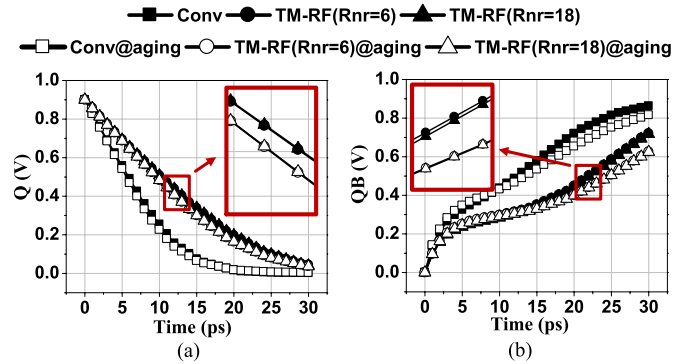 Conv TM-RF(Rnr=6) TM-RF(Rnr=18)
Conv@aging TM-RF(Rnr=6)@aging TM-RF(Rnr=18)@aging
Q (V)
1.0
0.8
0.6
0.4
0.2
0.0
0 5 10 15 20 25 30
Time (ps)
(a)
QB (V)
1.0
0.8
0.6
0.4
0.2
0.0
0 5 10 15 20 25 30
Time (ps)
(b)